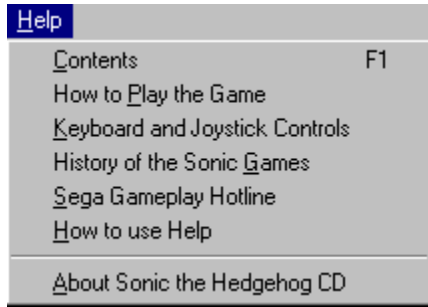 Help
Contents F1
How to Play the Game
Keyboard and Joystick Controls
History of the Sonic Games
Sega Gameplay Hotline
How to use Help
About Sonic the Hedgehog CD